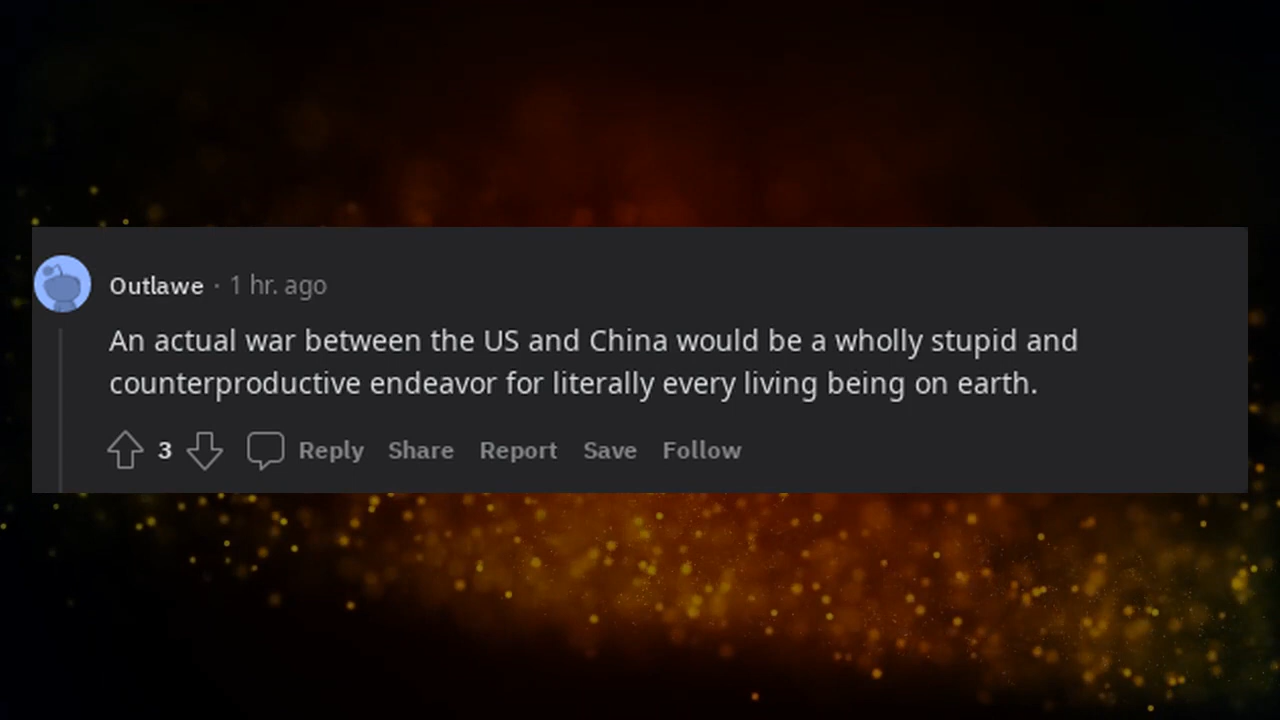 Outlawe · 1 hr. ago
An actual war between the US and China would be a wholly stupid and
counterproductive endeavor for literally every living being on earth.
3 Reply Share Report Save Follow